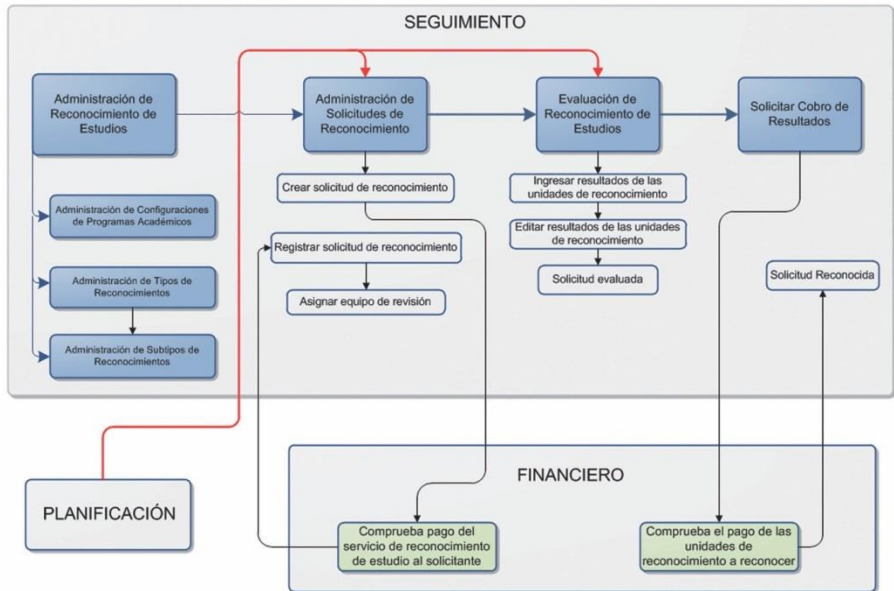 SEGUIMIENTO
Administración de
Reconocimiento de
Estudios
Administración de
Solicitudes de
Reconocimiento
Evaluación de
Reconocimiento de
Estudios
Solicitar Cobro de
Resultados
Administración de Configuraciones
de Programas Académicos
Administración de Tipos de
Reconocimientos
Administración de Subtipos de
Reconocimientos
Crear solicitud de reconocimiento
Registrar solicitud de reconocimiento
Asignar equipo de revisión
Ingresar resultados de las
unidades de reconocimiento
Editar resultados de las unidades
de reconocimiento
Solicitud evaluada
Solicitud Reconocida
PLANIFICACIÓN
FINANCIERO
Comprueba pago del
servicio de reconocimiento
de estudio al solicitante
Comprueba el pago de las
unidades de
reconocimiento a reconocer